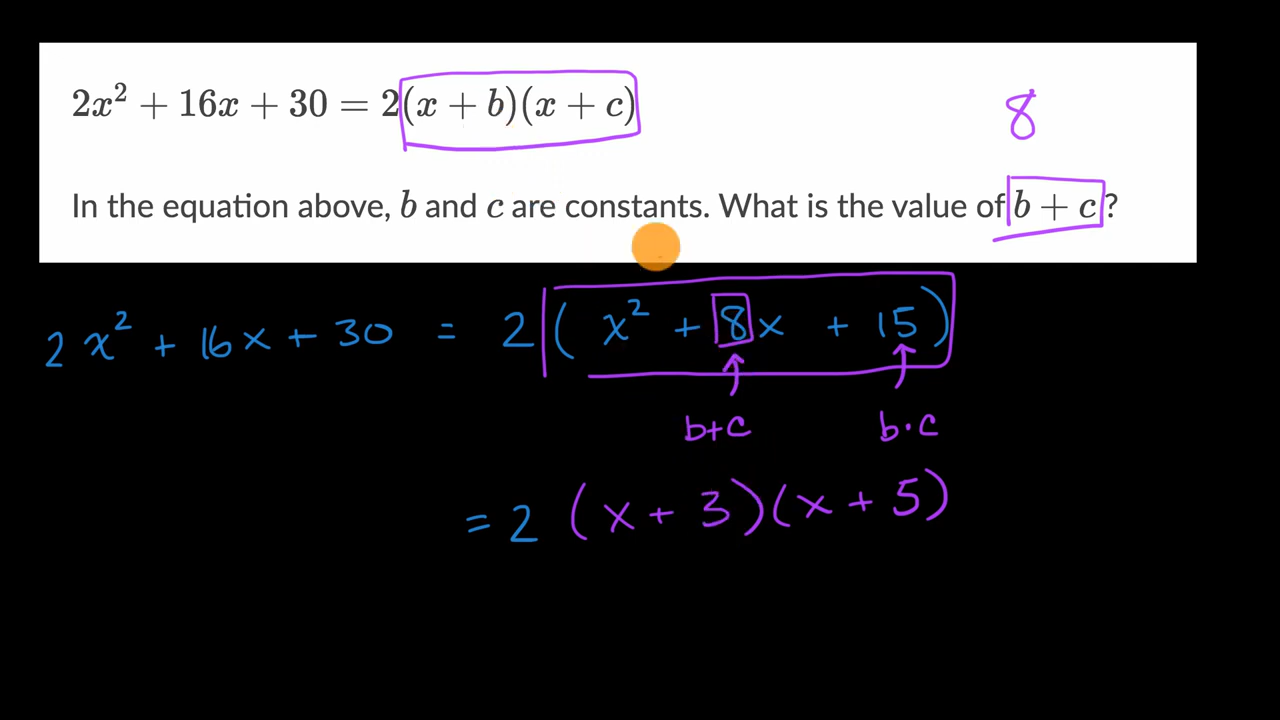 2x² + 16x + 30 = 2(x + b)(x + c)
8
In the equation above, b and c are constants. What is the value of b + c?
2x² + 16x + 30 = 2(x² + 8x + 15)
b+c b·c
= 2 (x + 3)(x + 5)